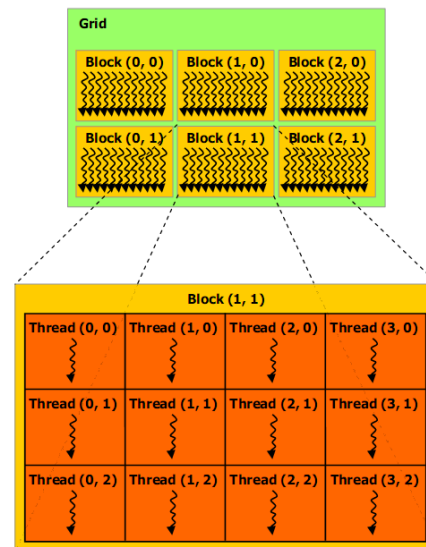 Grid
Block (0, 0) Block (1, 0) Block (2, 0)
Block (0, 1) Block (1, 1) Block (2, 1)
Block (1, 1)
Thread (0, 0) Thread (1, 0) Thread (2, 0) Thread (3, 0)
Thread (0, 1) Thread (1, 1) Thread (2, 1) Thread (3, 1)
Thread (0, 2) Thread (1, 2) Thread (2, 2) Thread (3, 2)